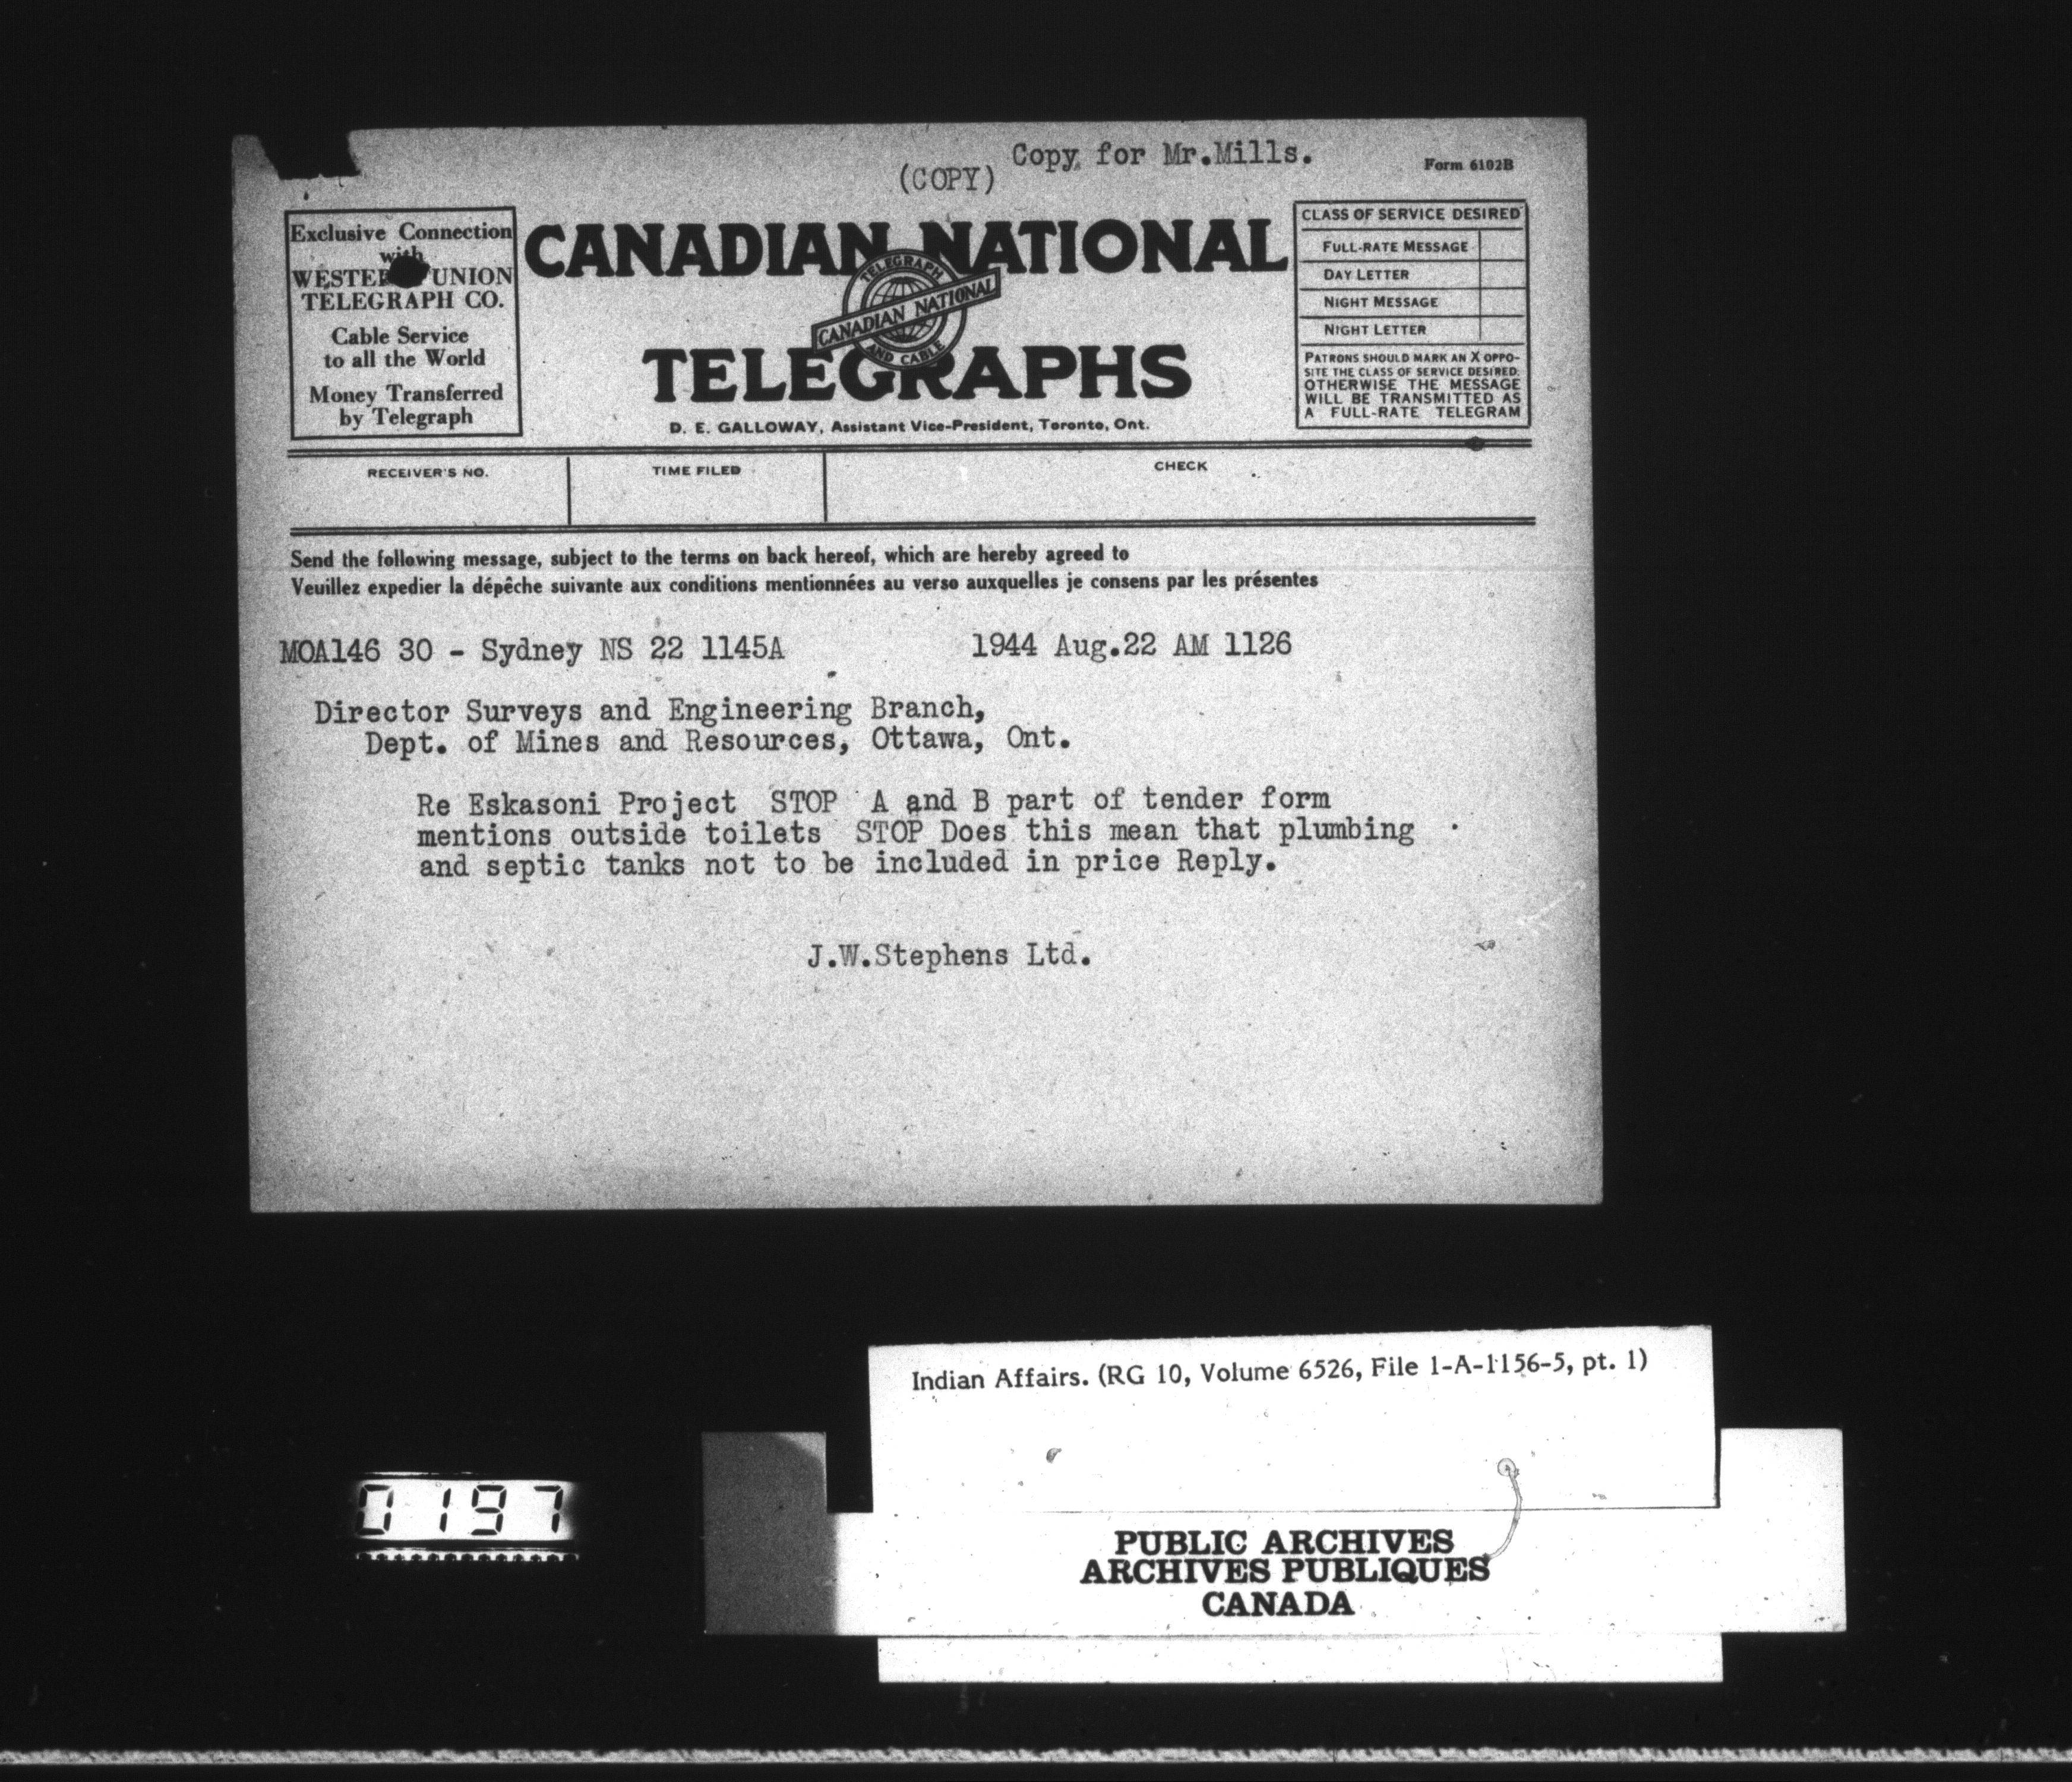 Copy for Mr.Mills.
(COPY)
Form 6102B
Exclusive Connection
with
WESTERN UNION
TELEGRAPH CO.
Cable Service
to all the World
Money Transferred
by Telegraph
CANADIAN NATIONAL
TELEGRAPH
CANADIAN NATIONAL
AND CABLE
TELEGRAPHS
D. E. GALLOWAY, Assistant Vice-President, Toronto, Ont.
CLASS OF SERVICE DESIRED
FULL-RATE MESSAGE
DAY LETTER
NIGHT MESSAGE
NIGHT LETTER
PATRONS SHOULD MARK AN X OPPO-
SITE THE CLASS OF SERVICE DESIRED.
OTHERWISE THE MESSAGE
WILL BE TRANSMITTED AS
A FULL-RATE TELEGRAM
RECEIVER'S NO.
TIME FILED
CHECK
Send the following message, subject to the terms on back hereof, which are hereby agreed to
Veuillez expedier la dépêche suivante aux conditions mentionnées au verso auxquelles je consens par les présentes
MOA146 30 - Sydney NS 22 1145A 1944 Aug.22 AM 1126
Director Surveys and Engineering Branch,
Dept. of Mines and Resources, Ottawa, Ont.
Re Eskasoni Project STOP A and B part of tender form
mentions outside toilets STOP Does this mean that plumbing
and septic tanks not to be included in price Reply.
J.W.Stephens Ltd.
Indian Affairs. (RG 10, Volume 6526, File 1-A-1156-5, pt. 1)
0197
PUBLIC ARCHIVES
ARCHIVES PUBLIQUES
CANADA